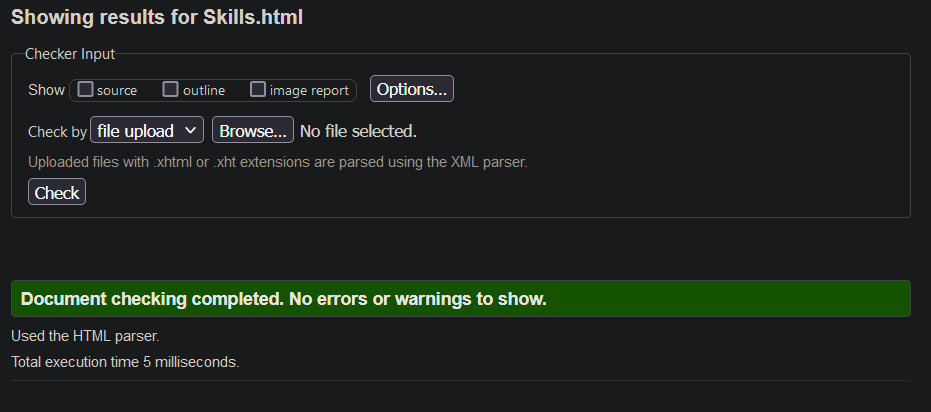 Showing results for Skills.html
Checker Input
Show source outline image report Options...
Check by file upload Browse... No file selected.
Uploaded files with .xhtml or .xht extensions are parsed using the XML parser.
Check
Document checking completed. No errors or warnings to show.
Used the HTML parser.
Total execution time 5 milliseconds.